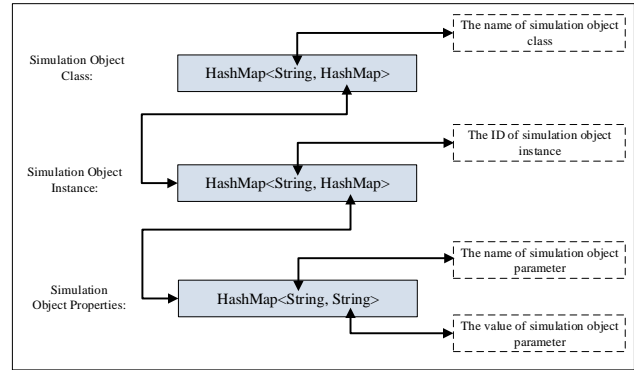 The name of simulation object
class
Simulation Object
Class:
HashMap<String, HashMap>
The ID of simulation object
instance
Simulation Object
Instance:
HashMap<String, HashMap>
The name of simulation object
parameter
Simulation
Object Properties:
HashMap<String, String>
The value of simulation object
parameter